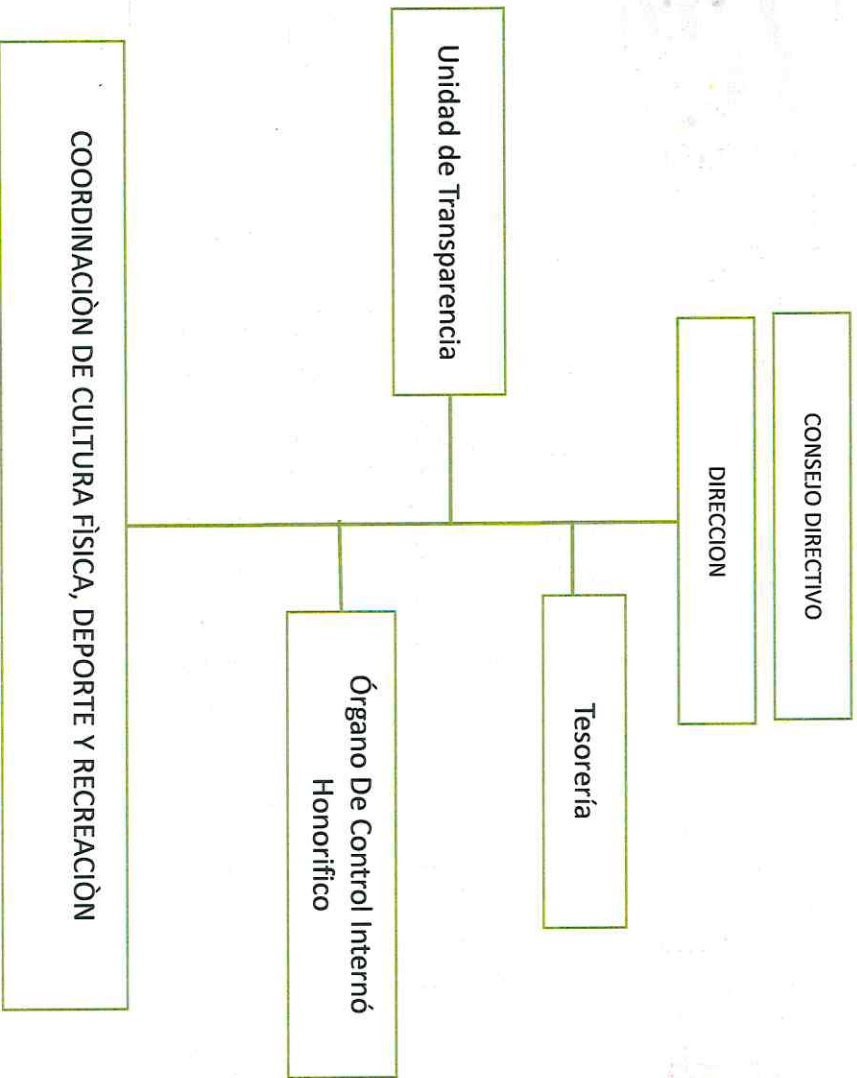 CONSEJO DIRECTIVO
DIRECCION
Tesorería
Unidad de Transparencia
Órgano De Control Internó
Honorifico
COORDINACIÒN DE CULTURA FÌSICA, DEPORTE Y RECREACIÒN